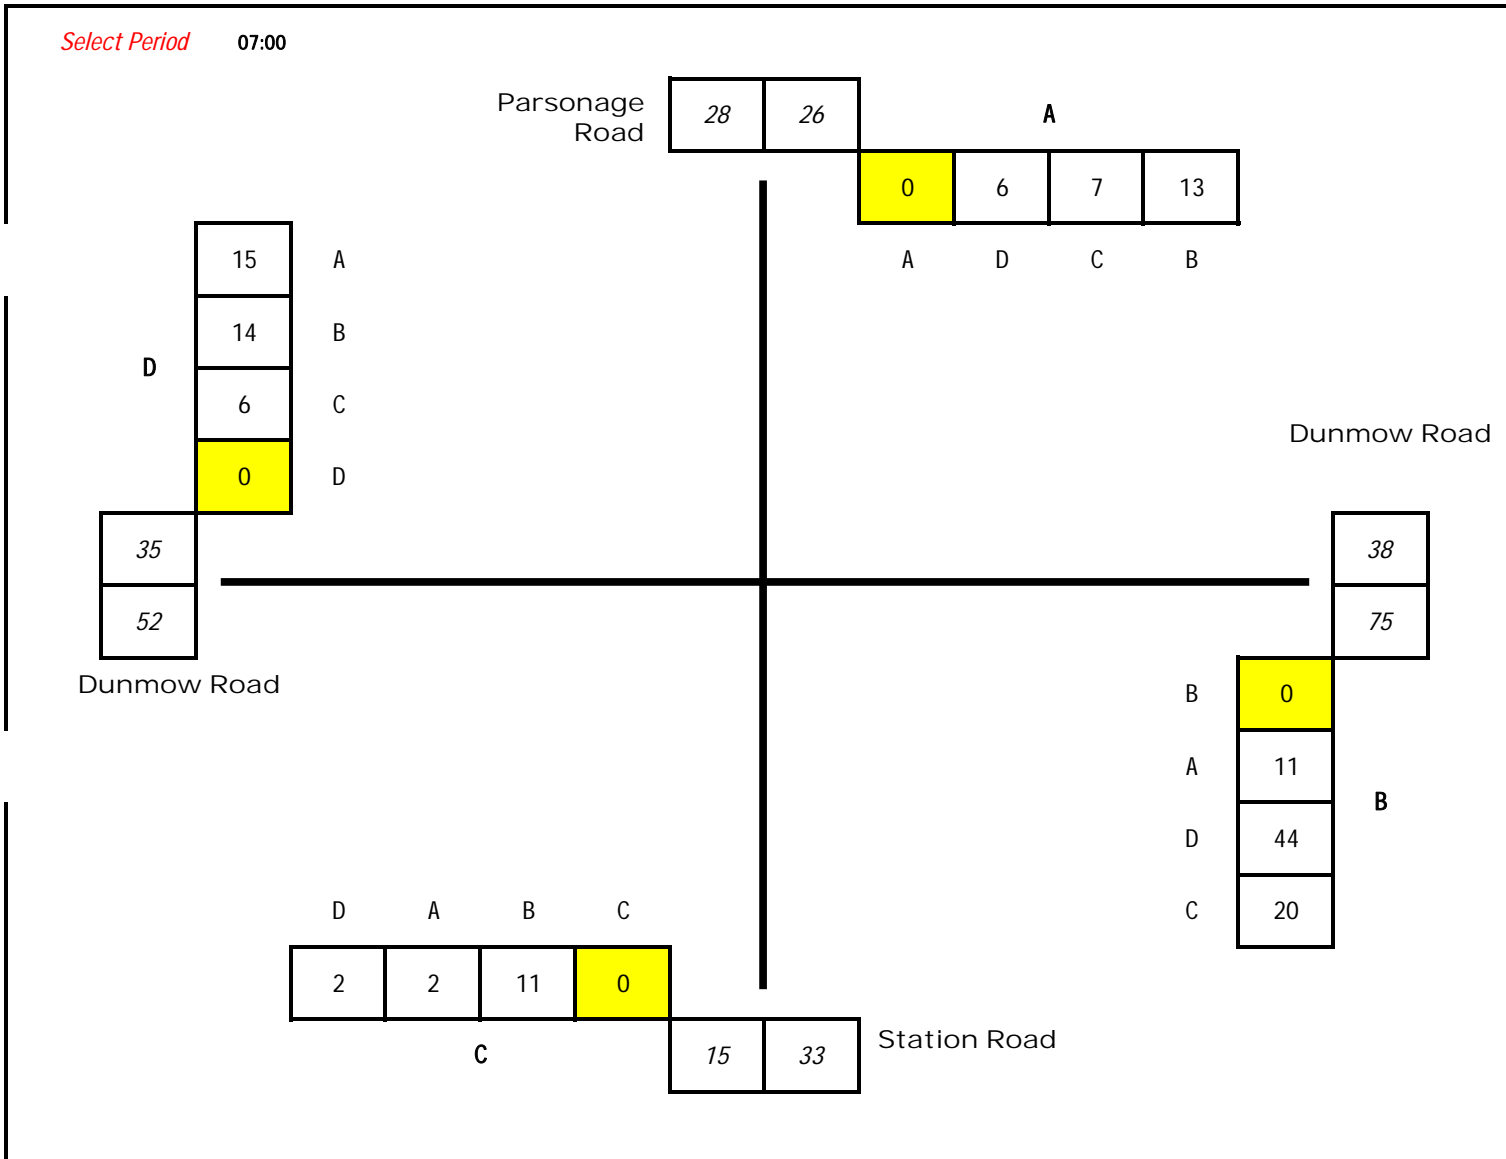 Select Period 07:00
Parsonage
Road
28 26 A
0 6 7 13
A D C B
15 A
14 B
D
6 C
Dunmow Road
0 D
35 38
52 75
Dunmow Road
B 0
A 11
B
D 44
D A B C
C 20
2 2 11 0
C
15 33
Station Road